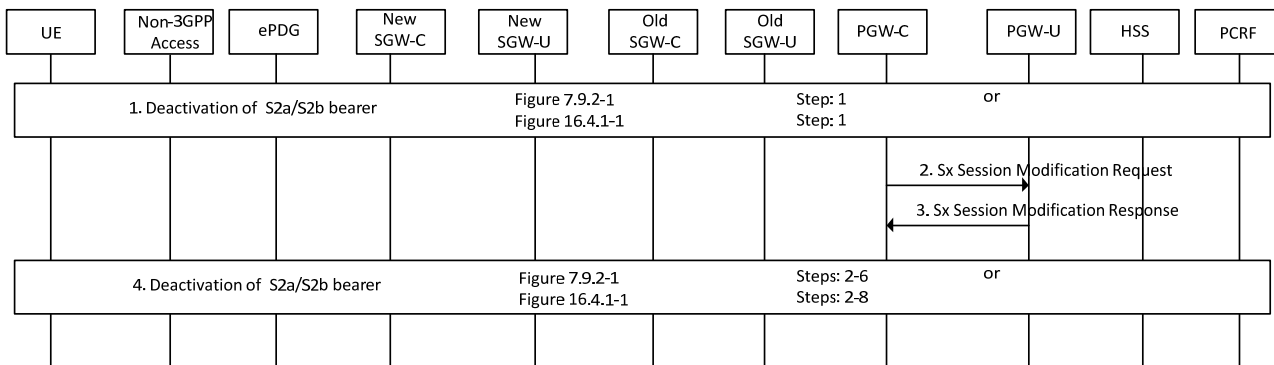 UE
Non-3GPP
Access
ePDG
New
SGW-C
New
SGW-U
Old
SGW-C
Old
SGW-U
PGW-C
PGW-U
HSS
PCRF
1. Deactivation of S2a/S2b bearer
Figure 7.9.2-1 Step: 1 or
Figure 16.4.1-1 Step: 1
2. Sx Session Modification Request
3. Sx Session Modification Response
4. Deactivation of S2a/S2b bearer
Figure 7.9.2-1 Steps: 2-6 or
Figure 16.4.1-1 Steps: 2-8